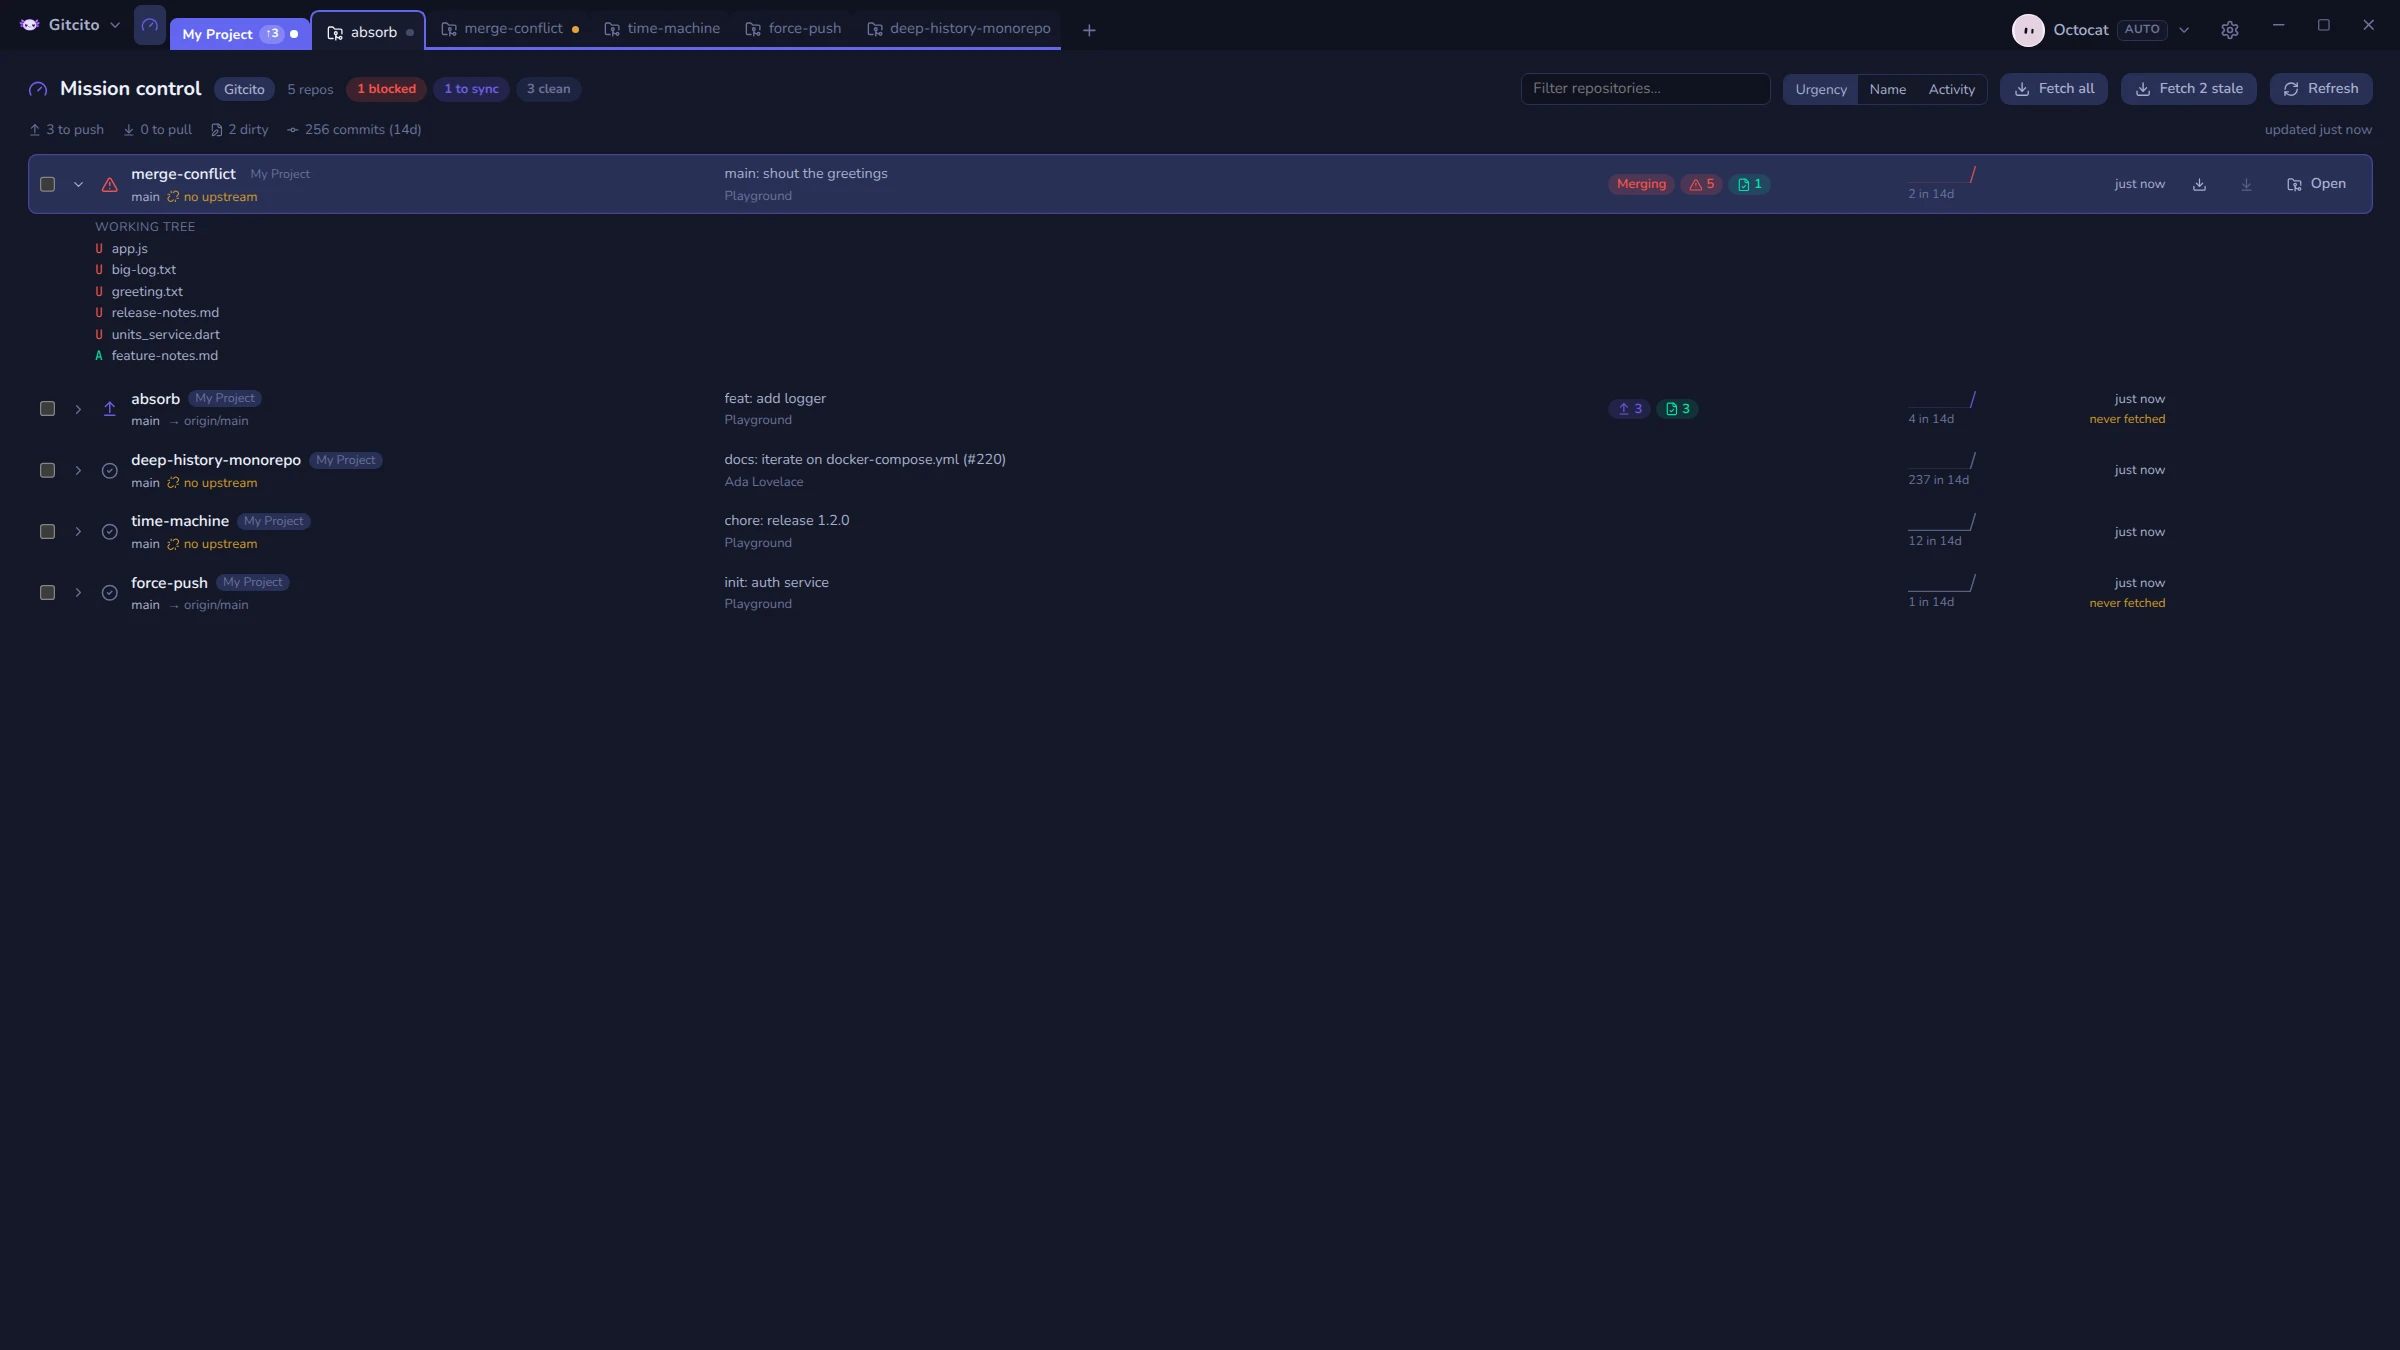 Gitcito My Project ↑3 absorb merge-conflict time-machine force-push deep-history-monorepo Octocat AUTO
Mission control Gitcito 5 repos 1 blocked 1 to sync 3 clean Filter repositories... Urgency Name Activity Fetch all Fetch 2 stale Refresh
3 to push 0 to pull 2 dirty 256 commits (14d) updated just now
merge-conflict My Project main: shout the greetings
main no upstream Playground Merging 5 1 2 in 14d just now Open
WORKING TREE
U app.js
U big-log.txt
U greeting.txt
U release-notes.md
U units_service.dart
A feature-notes.md
absorb My Project feat: add logger 3 3 just now
main → origin/main Playground 4 in 14d never fetched
deep-history-monorepo My Project docs: iterate on docker-compose.yml (#220) just now
main no upstream Ada Lovelace 237 in 14d
time-machine My Project chore: release 1.2.0 just now
main no upstream Playground 12 in 14d
force-push My Project init: auth service just now
main → origin/main Playground 1 in 14d never fetched